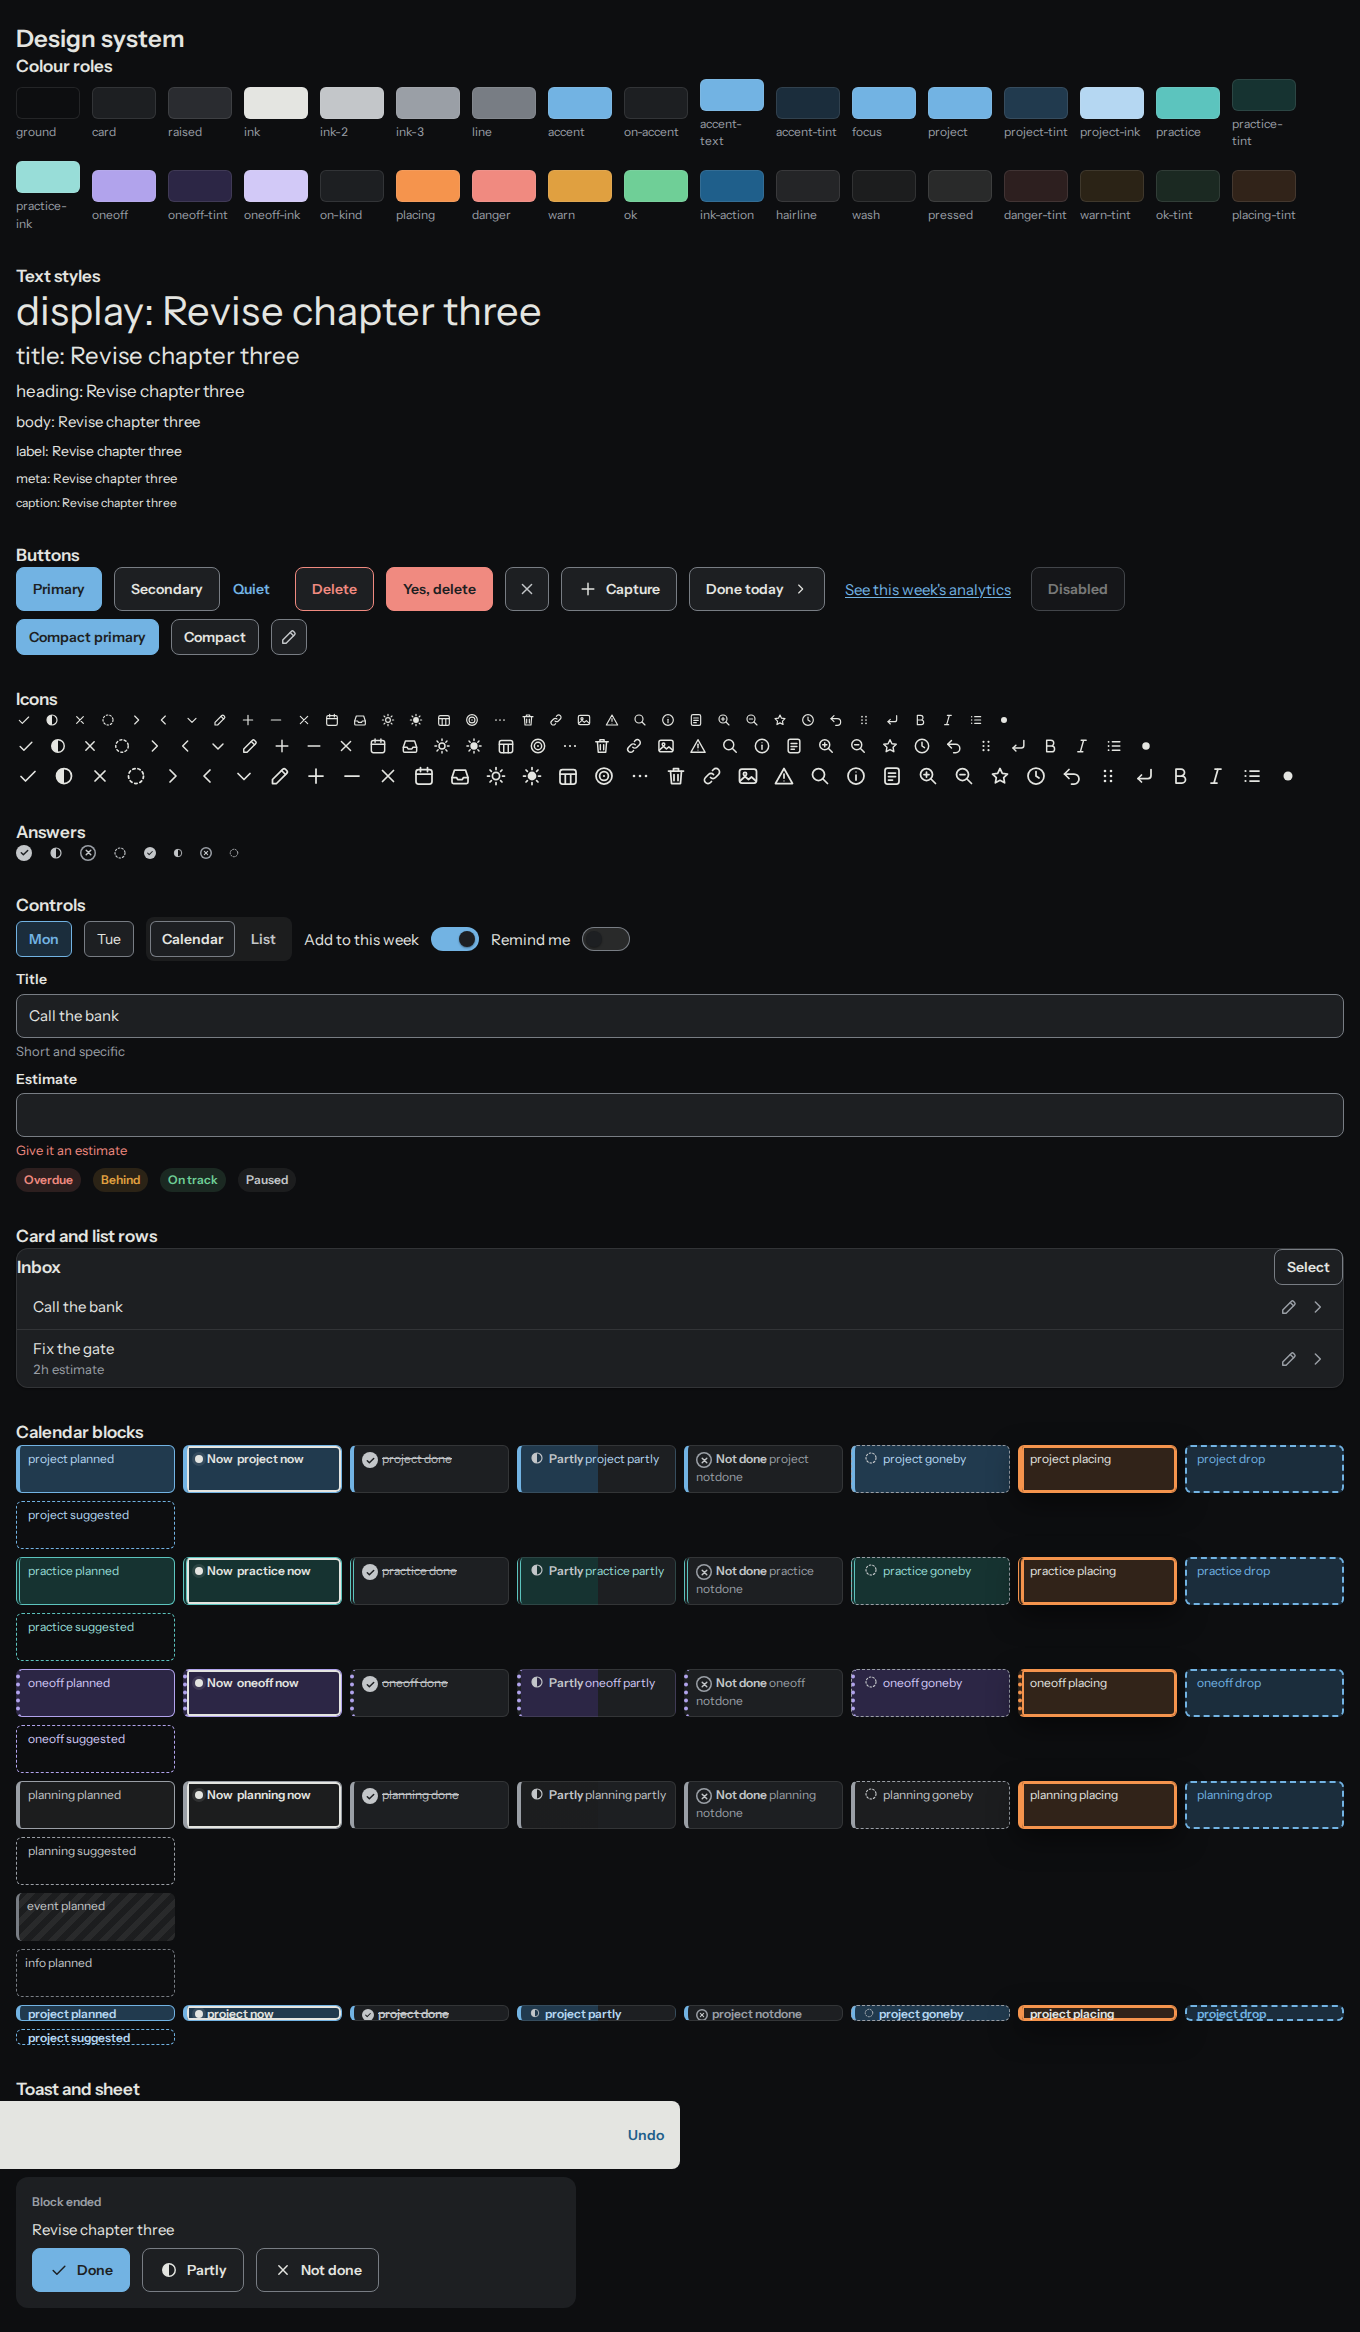 Design system
Colour roles
ground card raised ink ink-2 ink-3 line accent on-accent accent-text accent-tint focus project project-tint project-ink practice practice-tint
practice-ink oneoff oneoff-tint oneoff-ink on-kind placing danger warn ok ink-action hairline wash pressed danger-tint warn-tint ok-tint placing-tint
Text styles
display: Revise chapter three
title: Revise chapter three
heading: Revise chapter three
body: Revise chapter three
label: Revise chapter three
meta: Revise chapter three
caption: Revise chapter three
Buttons
Primary Secondary Quiet Delete Yes, delete Capture Done today See this week's analytics Disabled
Compact primary Compact
Icons
Answers
Controls
Mon Tue Calendar List Add to this week Remind me
Title
Call the bank
Short and specific
Estimate
Give it an estimate
Overdue Behind On track Paused
Card and list rows
Inbox Select
Call the bank
Fix the gate
2h estimate
Calendar blocks
project planned Now project now project done Partly project partly Not done project notdone project goneby project placing project drop
project suggested
practice planned Now practice now practice done Partly practice partly Not done practice notdone practice goneby practice placing practice drop
practice suggested
oneoff planned Now oneoff now oneoff done Partly oneoff partly Not done oneoff notdone oneoff goneby oneoff placing oneoff drop
oneoff suggested
planning planned Now planning now planning done Partly planning partly Not done planning notdone planning goneby planning placing planning drop
planning suggested
event planned
info planned
project planned project now project done project partly project notdone project goneby project placing project drop
project suggested
Toast and sheet
Undo
Block ended
Revise chapter three
Done Partly Not done